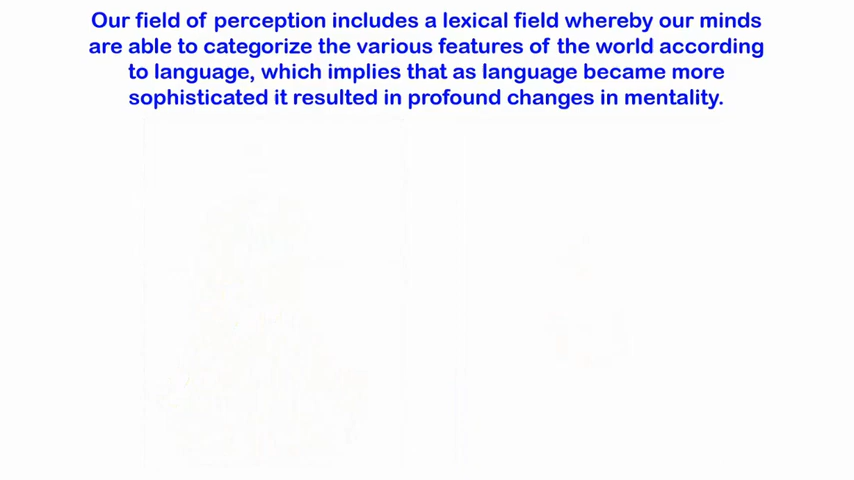 Our field of perception includes a lexical field whereby our minds
are able to categorize the various features of the world according
to language, which implies that as language became more
sophisticated it resulted in profound changes in mentality.